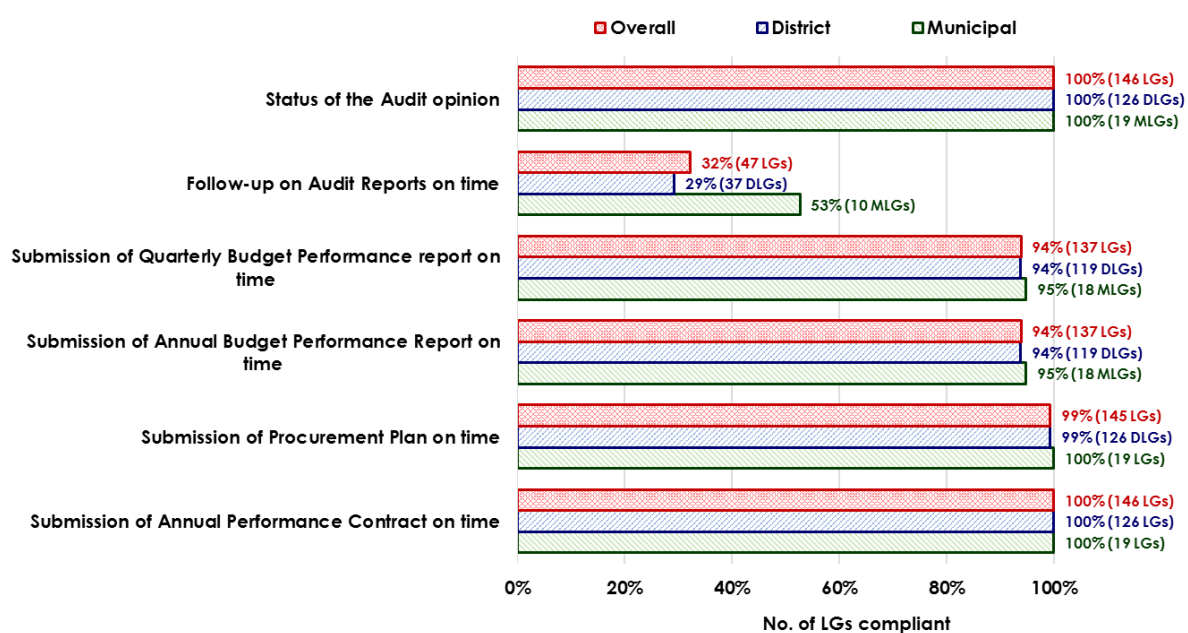 Overall District Municipal
Status of the Audit opinion
100% (146 LGs)
100% (126 DLGs)
100% (19 MLGs)
Follow-up on Audit Reports on time
32% (47 LGs)
29% (37 DLGs)
53% (10 MLGs)
Submission of Quarterly Budget Performance report on
time
94% (137 LGs)
94% (119 DLGs)
95% (18 MLGs)
Submission of Annual Budget Performance Report on
time
94% (137 LGs)
94% (119 DLGs)
95% (18 MLGs)
Submission of Procurement Plan on time
99% (145 LGs)
99% (126 DLGs)
100% (19 LGs)
Submission of Annual Performance Contract on time
100% (146 LGs)
100% (126 LGs)
100% (19 LGs)
0% 20% 40% 60% 80% 100%
No. of LGs compliant